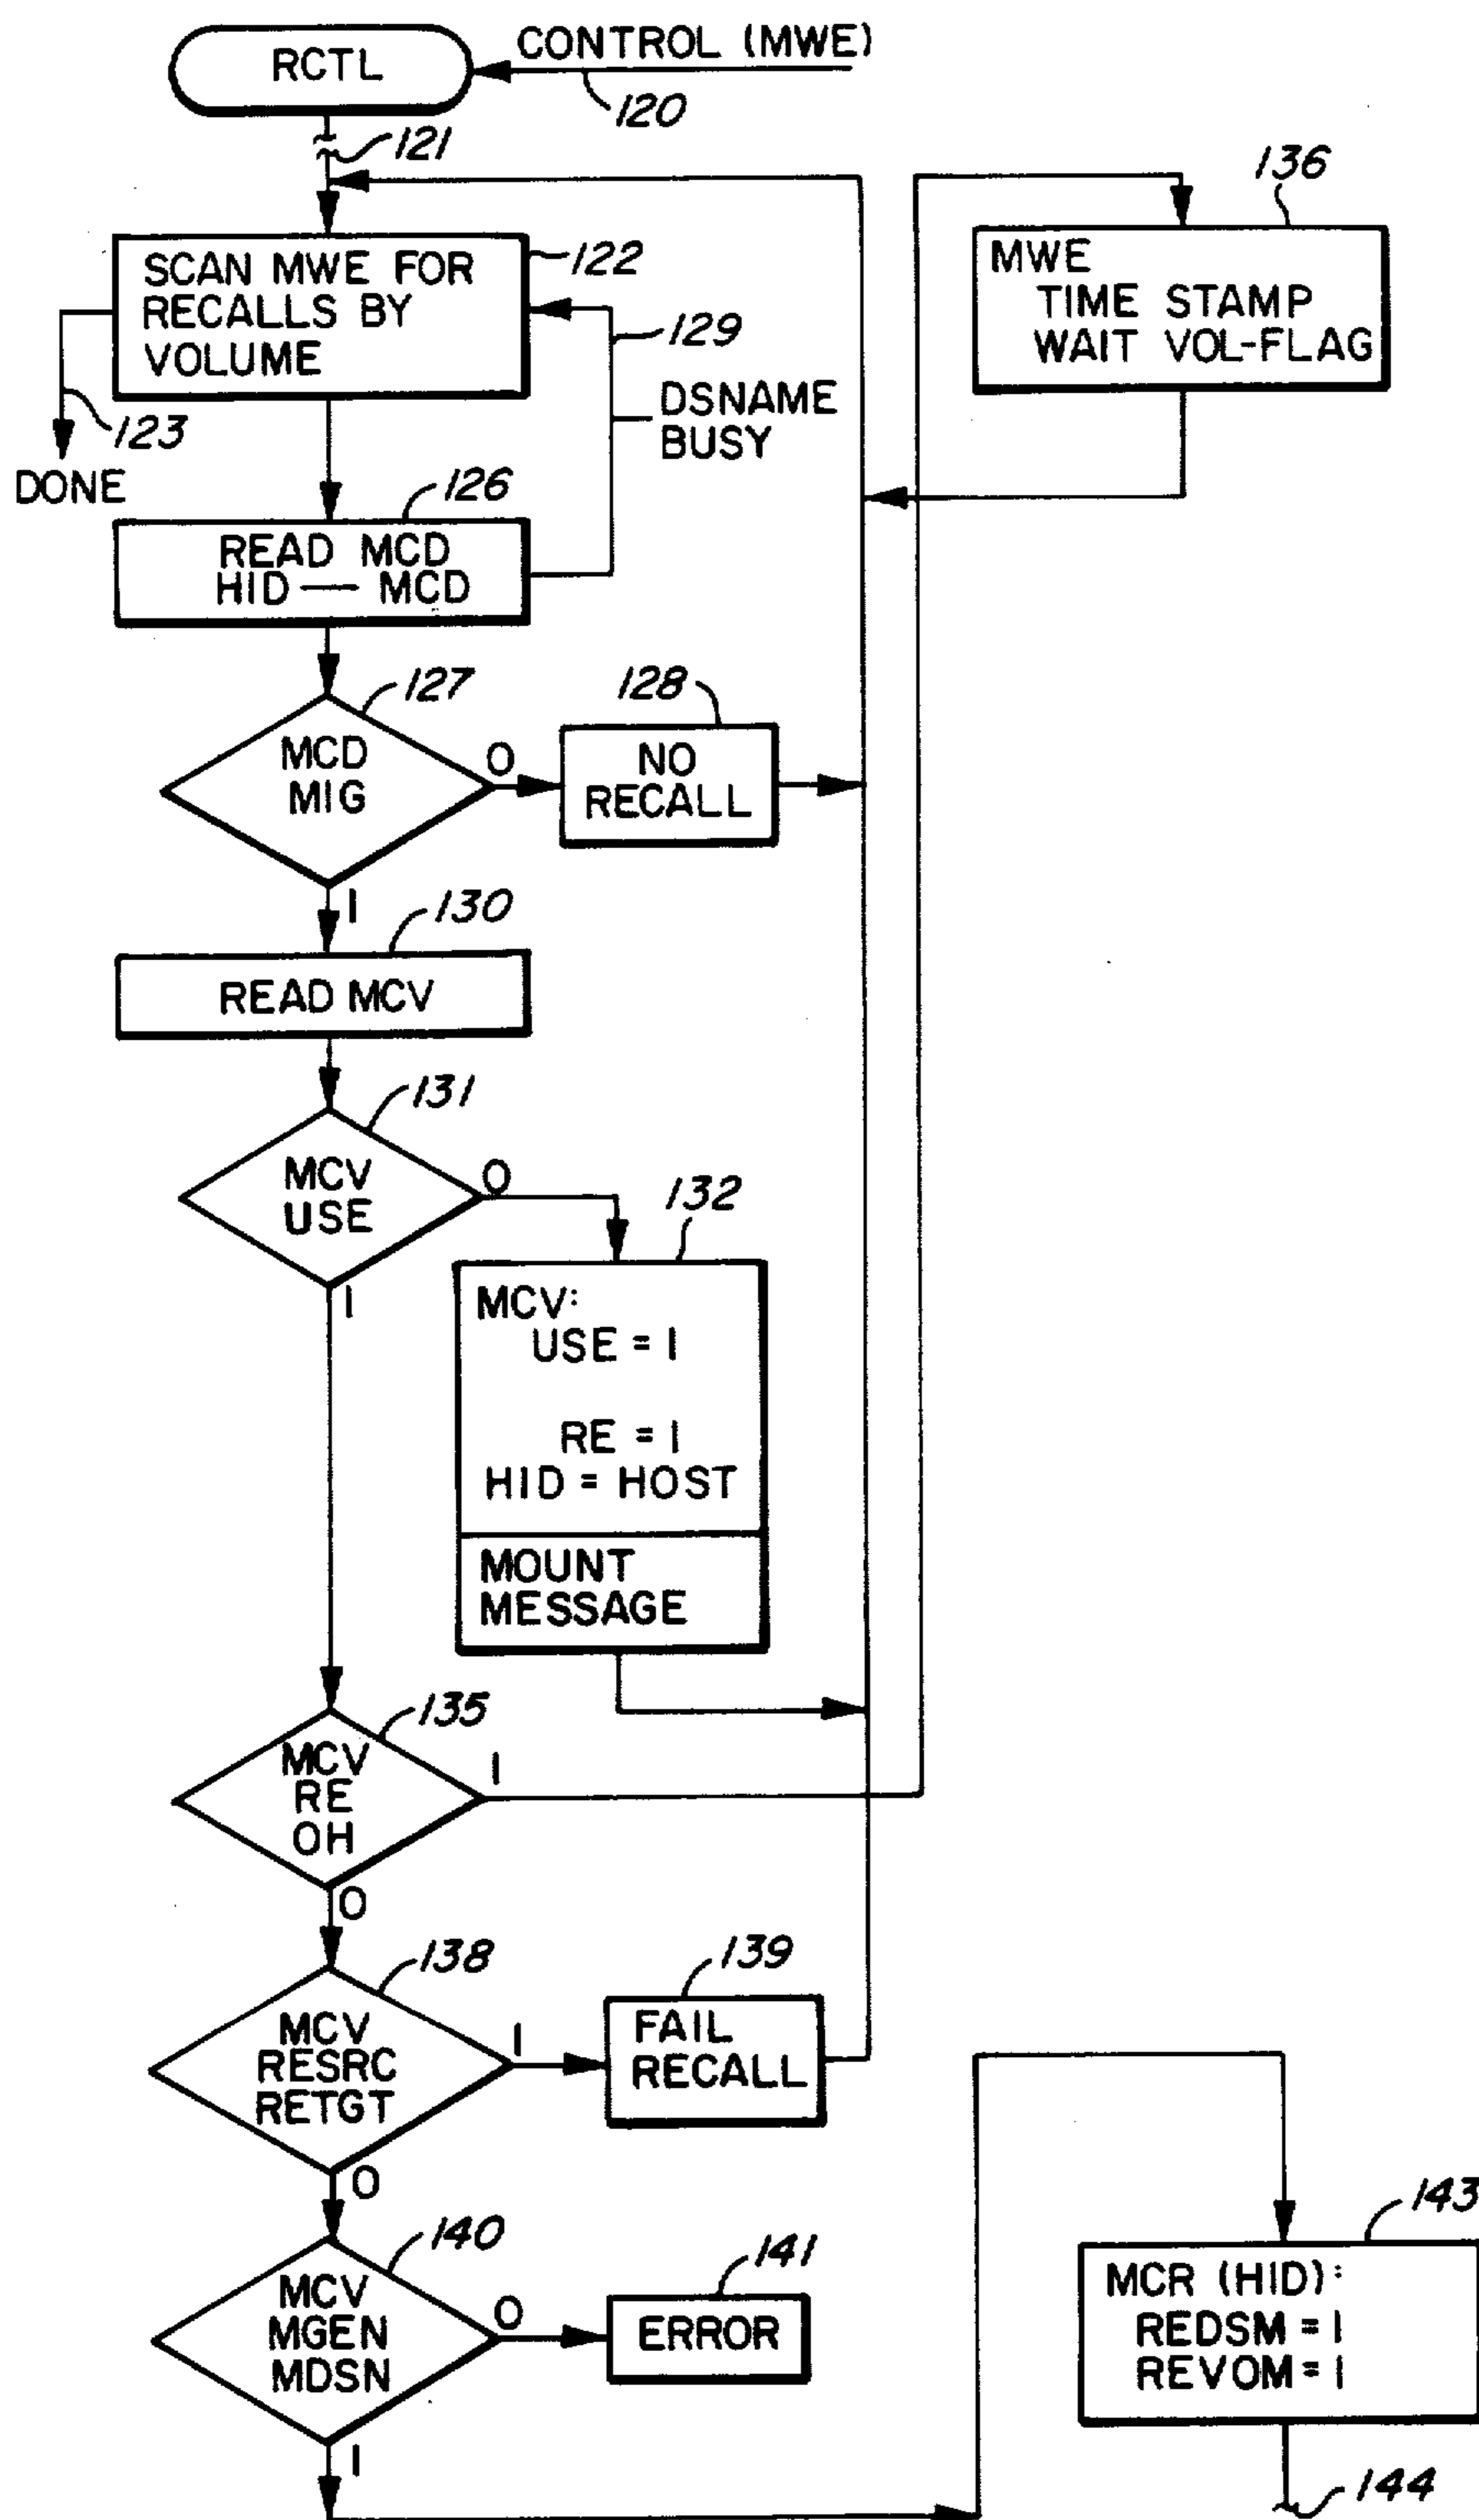 RCTL
CONTROL (MWE)
120
121
136
SCAN MWE FOR
RECALLS BY
VOLUME
122
MWE
TIME STAMP
WAIT VOL-FLAG
129
123
DSNAME
BUSY
DONE
126
READ MCD
HID — MCD
127
128
MCD
MIG
0
NO
RECALL
1
130
READ MCV
131
MCV
USE
0
132
1
MCV:
USE = 1
RE = 1
HID = HOST
MOUNT
MESSAGE
135
MCV
RE
OH
1
0
138
139
MCV
RESRC
RETGT
1
FAIL
RECALL
0
140
141
143
MCV
MGEN
MDSN
0
ERROR
MCR (HID):
REDSM = 1
REVOM = 1
1
144